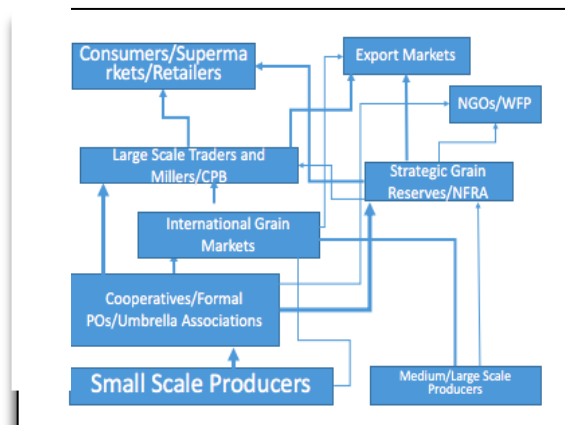 Consumers/Superma
rkets/Retailers
Export Markets
NGOs/WFP
Large Scale Traders and
Millers/CPB
Strategic Grain
Reserves/NFRA
International Grain
Markets
Cooperatives/Formal
POs/Umbrella Associations
Small Scale Producers
Medium/Large Scale
Producers